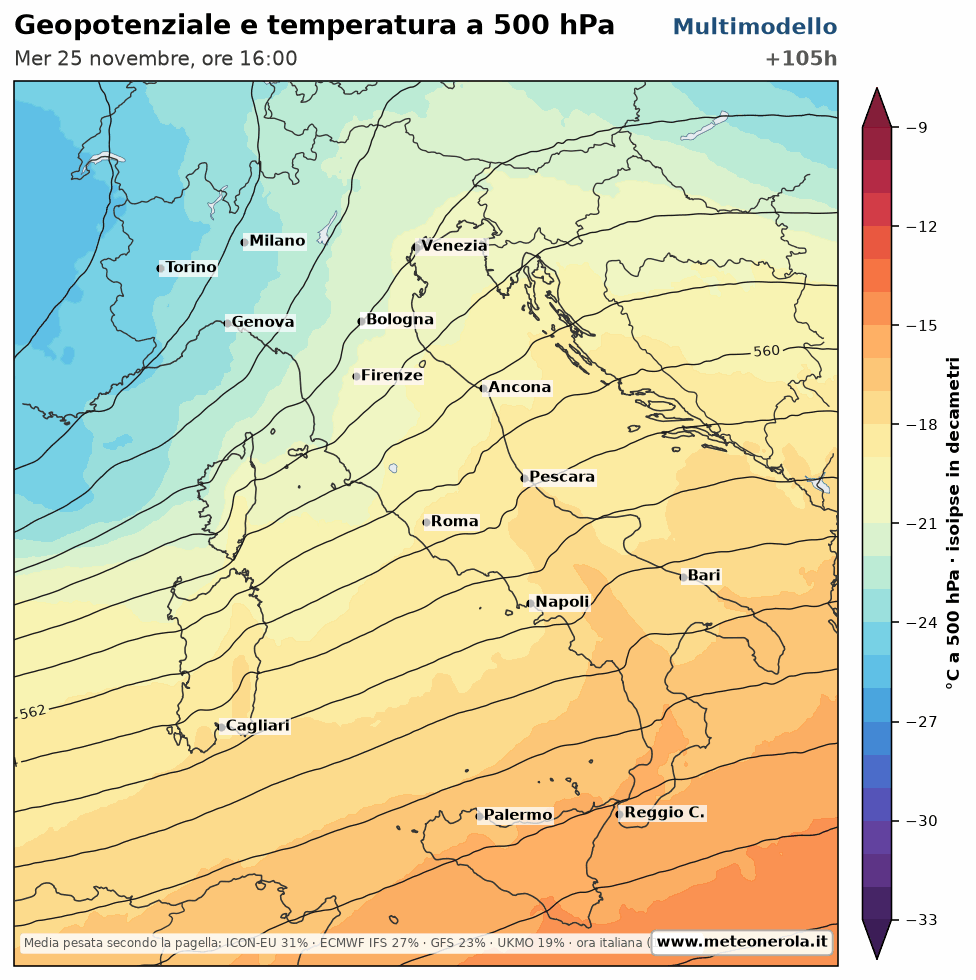 Geopotenziale e temperatura a 500 hPa
Multimodello
Mer 25 novembre, ore 16:00
+105h
−9
−12
−15
−18
−21
−24
−27
−30
−33
°C a 500 hPa · isoipse in decametri
Milano
Venezia
Torino
Genova
Bologna
560
Firenze
Ancona
Pescara
Roma
Bari
Napoli
562
Cagliari
Palermo
Reggio C.
Media pesata secondo la pagella: ICON-EU 31% · ECMWF IFS 27% · GFS 23% · UKMO 19% · ora italiana (
www.meteonerola.it